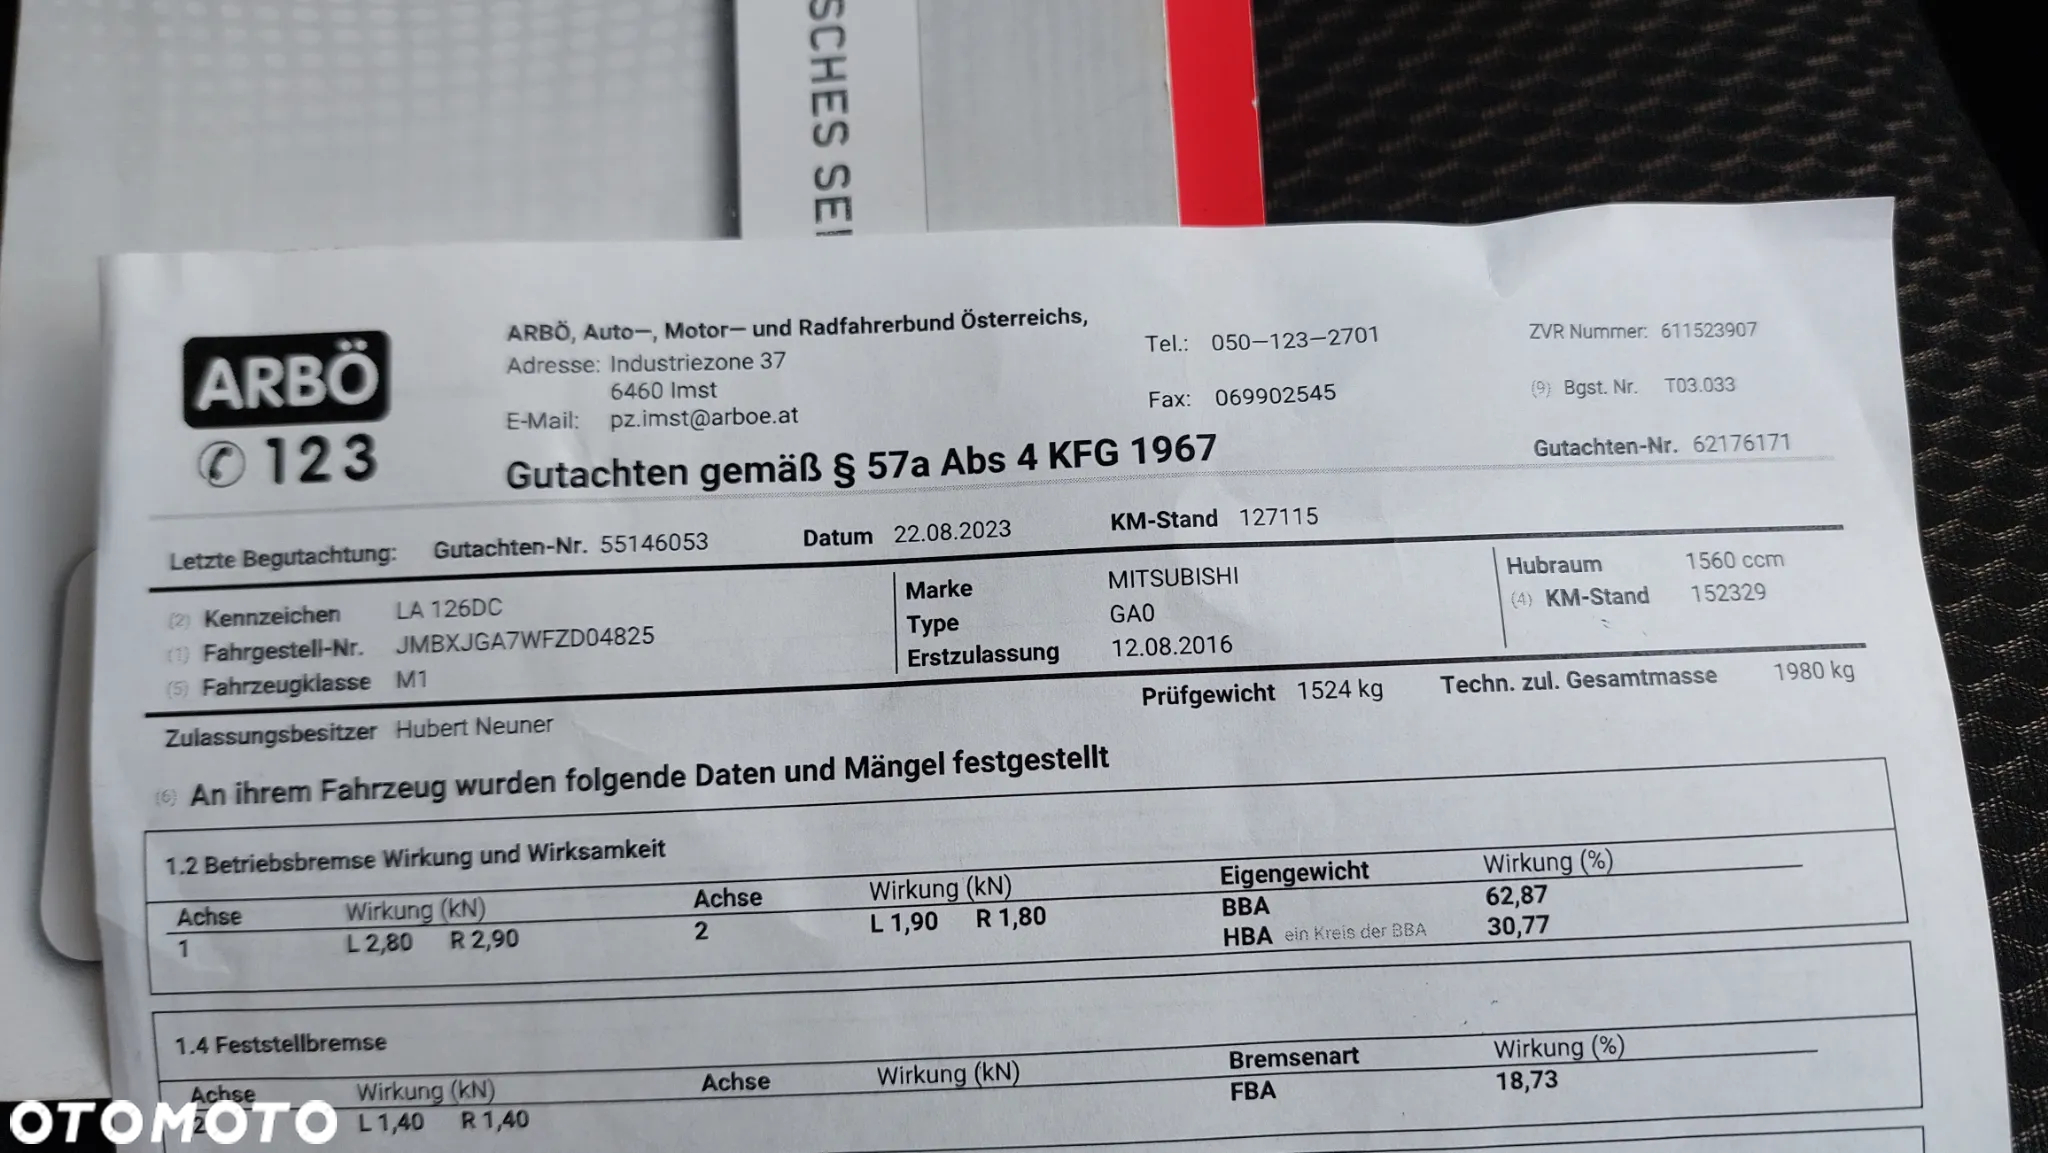 SCHES SE
ARBÖ
123
ARBÖ, Auto–, Motor– und Radfahrerbund Österreichs,
Adresse: Industriezone 37
6460 Imst
E-Mail: pz.imst@arboe.at
Tel.: 050–123–2701
Fax: 069902545
ZVR Nummer: 611523907
(9) Bgst. Nr. T03.033
Gutachten gemäß § 57a Abs 4 KFG 1967
Gutachten-Nr. 62176171
Letzte Begutachtung: Gutachten-Nr. 55146053 Datum 22.08.2023 KM-Stand 127115
(2) Kennzeichen LA 126DC
(1) Fahrgestell-Nr. JMBXJGA7WFZD04825
(5) Fahrzeugklasse M1
Marke MITSUBISHI
Type GA0
Erstzulassung 12.08.2016
Hubraum 1560 ccm
(4) KM-Stand 152329
Zulassungsbesitzer Hubert Neuner
Prüfgewicht 1524 kg Techn. zul. Gesamtmasse 1980 kg
(6) An ihrem Fahrzeug wurden folgende Daten und Mängel festgestellt
1.2 Betriebsbremse Wirkung und Wirksamkeit
Achse Wirkung (kN) Achse Wirkung (kN) Eigengewicht Wirkung (%)
1 L 2,80 R 2,90 2 L 1,90 R 1,80 BBA 62,87
HBA ein Kreis der BBA 30,77
1.4 Feststellbremse
Achse Wirkung (kN) Achse Wirkung (kN) Bremsenart Wirkung (%)
2 L 1,40 R 1,40 FBA 18,73
OTOMOTO